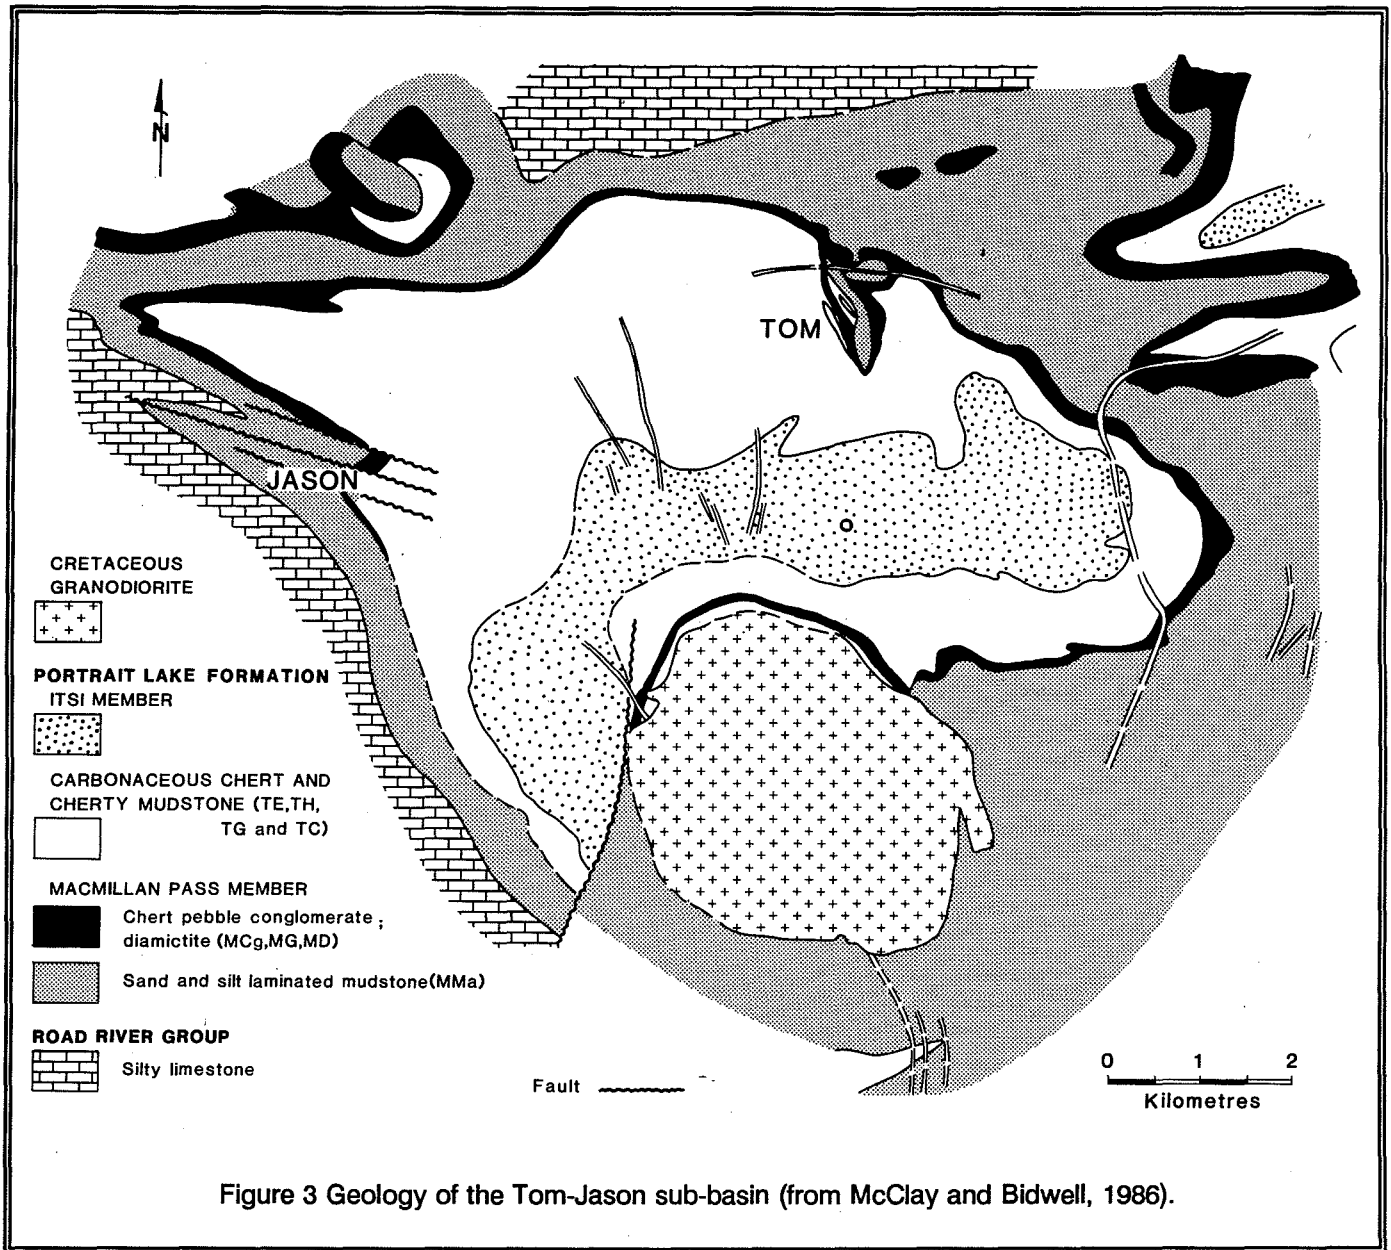 N
TOM
JASON
CRETACEOUS
GRANODIORITE
PORTRAIT LAKE FORMATION
ITSI MEMBER
CARBONACEOUS CHERT AND
CHERTY MUDSTONE (TE,TH,
TG and TC)
MACMILLAN PASS MEMBER
Chert pebble conglomerate;
diamictite (MCg,MG,MD)
Sand and silt laminated mudstone(MMa)
ROAD RIVER GROUP
Silty limestone
Fault
0 1 2
Kilometres
Figure 3 Geology of the Tom-Jason sub-basin (from McClay and Bidwell, 1986).